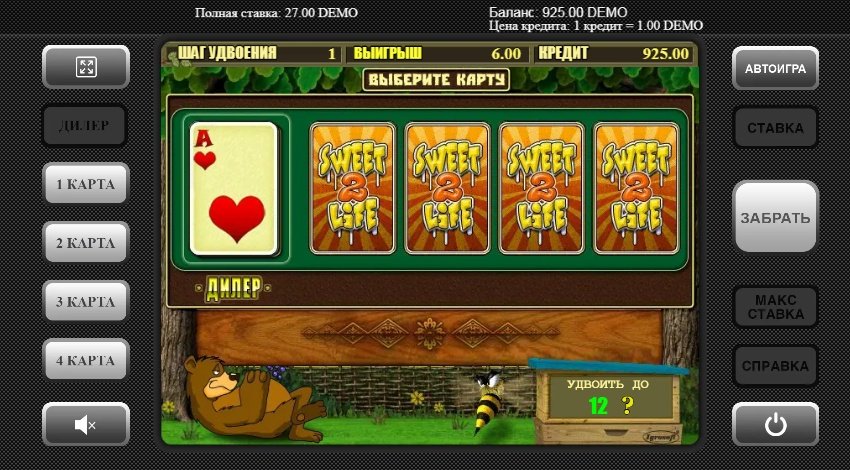 Полная ставка: 27.00 DEMO
Баланс: 925.00 DEMO
Цена кредита: 1 кредит = 1.00 DEMO
ШАГ УДВОЕНИЯ 1 ВЫИГРЫШ 6.00 КРЕДИТ 925.00
ВЫБЕРИТЕ КАРТУ
АВТОИГРА
ДИЛЕР
СТАВКА
A
SWEET SWEET SWEET SWEET
2 2 2 2
LIFE LIFE LIFE LIFE
1 КАРТА
2 КАРТА
3 КАРТА
4 КАРТА
ЗАБРАТЬ
ДИЛЕР
МАКС
СТАВКА
СПРАВКА
УДВОИТЬ ДО
12 ?
Igrosoft